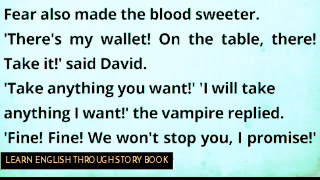 Fear also made the blood sweeter.
'There's my wallet! On the table, there!
Take it!' said David.
'Take anything you want!' 'I will take
anything I want!' the vampire replied.
'Fine! Fine! We won't stop you, I promise!'
LEARN ENGLISH THROUGH STORY BOOK